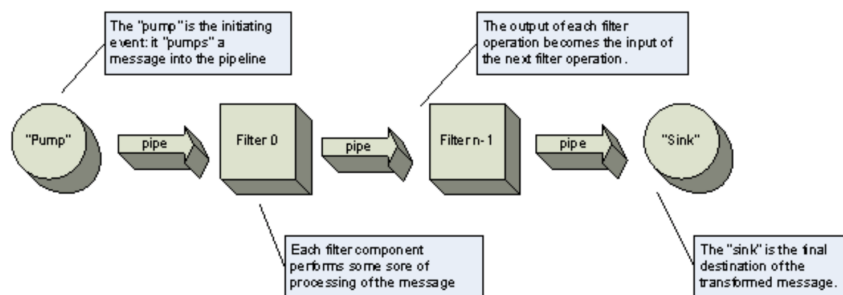 The "pump" is the initiating
event: it "pumps" a
message into the pipeline
The output of each filter
operation becomes the input of
the next filter operation.
"Pump"
pipe
Filter 0
pipe
Filter n-1
pipe
"Sink"
Each filter component
performs some sore of
processing of the message
The "sink" is the final
destination of the
transformed message.